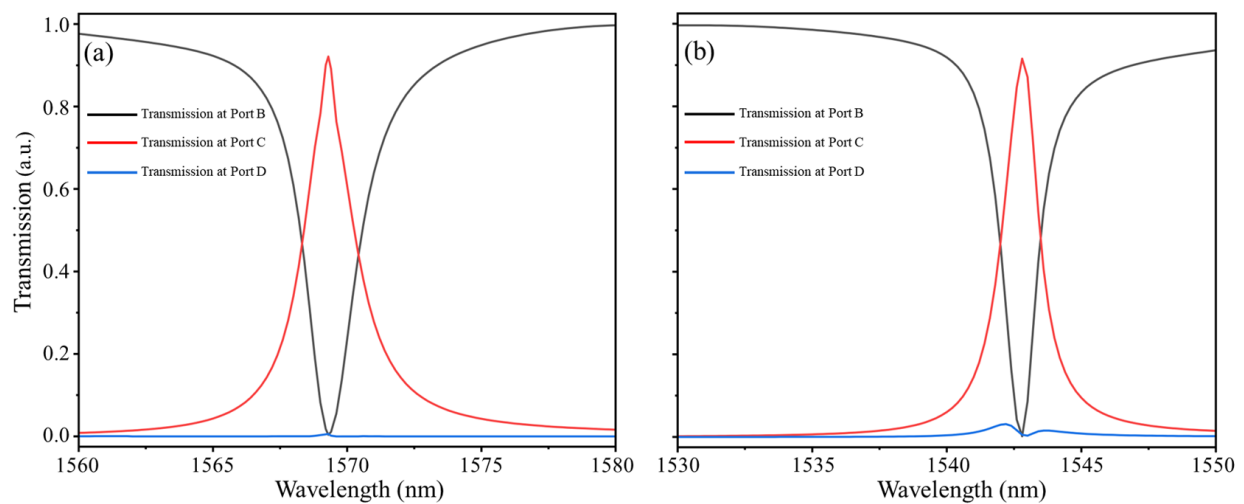 (a)
Transmission at Port B
Transmission at Port C
Transmission at Port D
Transmission (a.u.)
1.0
0.8
0.6
0.4
0.2
0.0
1560 1565 1570 1575 1580
Wavelength (nm)
(b)
Transmission at Port B
Transmission at Port C
Transmission at Port D
1530 1535 1540 1545 1550
Wavelength (nm)